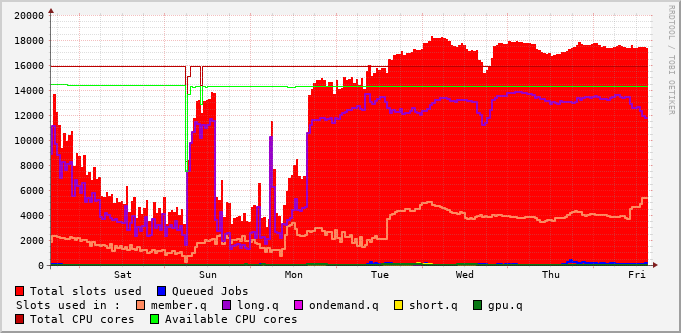 RRDTOOL / TOBI OETIKER
20000
18000
16000
14000
12000
10000
8000
6000
4000
2000
0
Sat Sun Mon Tue Wed Thu Fri
Total slots used Queued Jobs
Slots used in : member.q long.q ondemand.q short.q gpu.q
Total CPU cores Available CPU cores